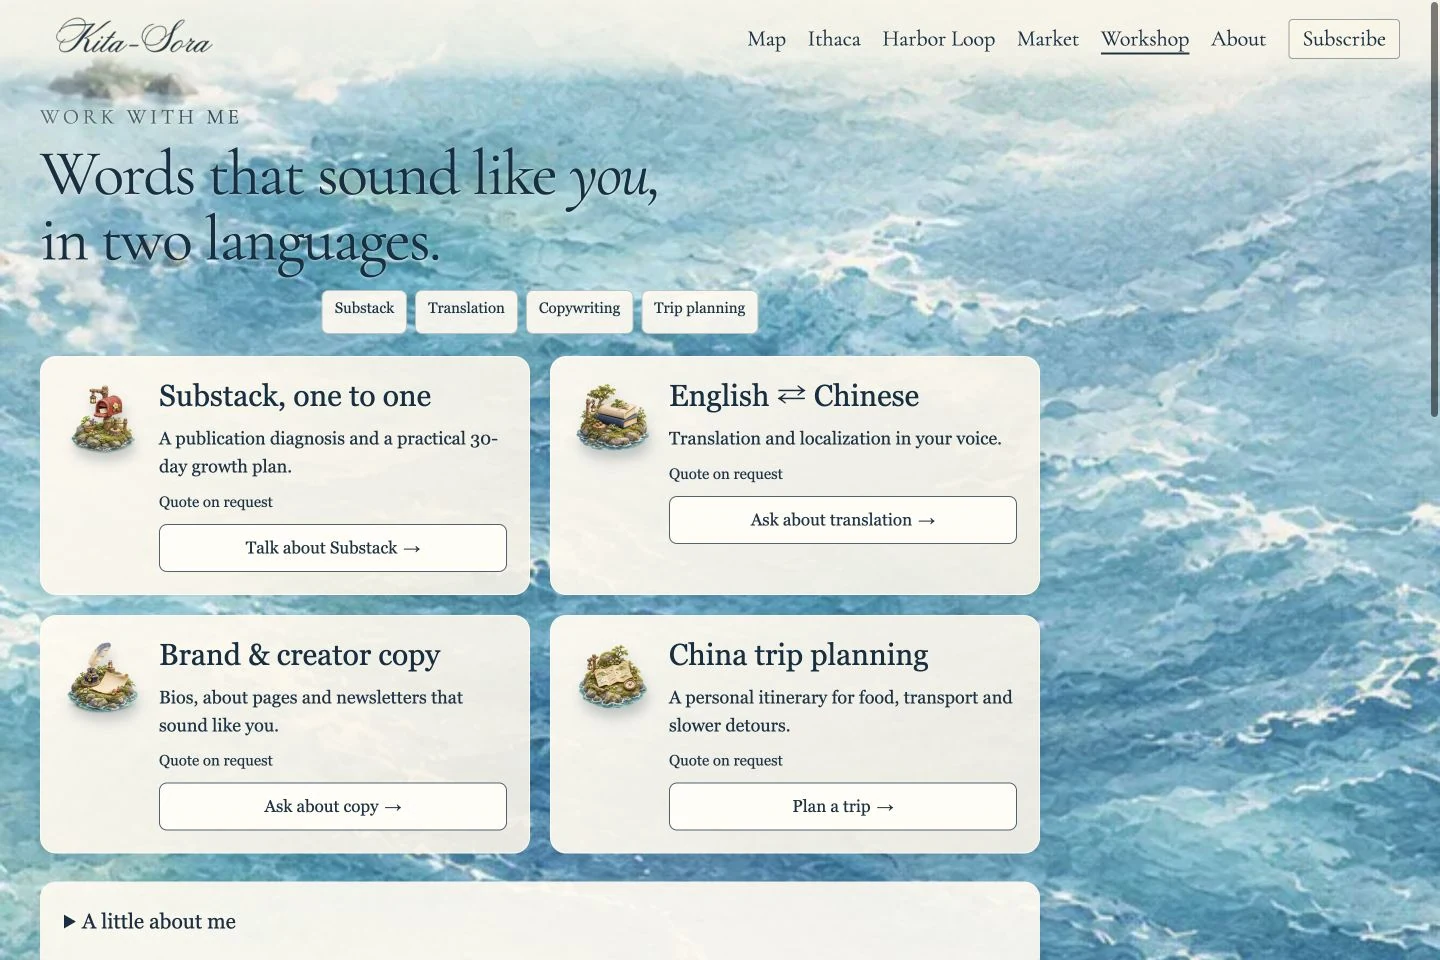 Kita-Sora
Map Ithaca Harbor Loop Market Workshop About Subscribe
WORK WITH ME
Words that sound like you,
in two languages.
Substack Translation Copywriting Trip planning
Substack, one to one
A publication diagnosis and a practical 30-
day growth plan.
Quote on request
Talk about Substack →
English ⇄ Chinese
Translation and localization in your voice.
Quote on request
Ask about translation →
Brand & creator copy
Bios, about pages and newsletters that
sound like you.
Quote on request
Ask about copy →
China trip planning
A personal itinerary for food, transport and
slower detours.
Quote on request
Plan a trip →
▶ A little about me